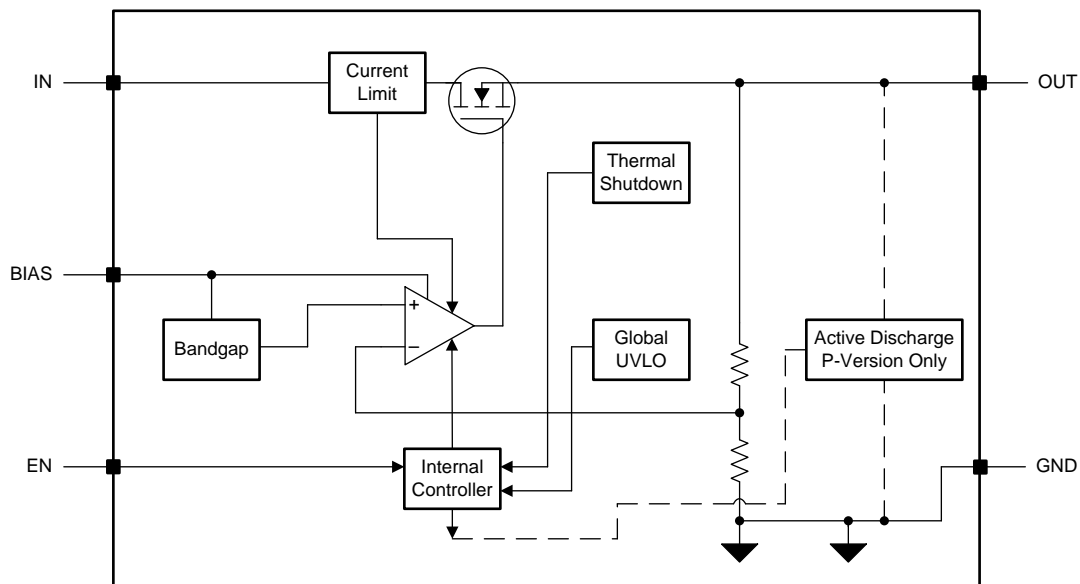 IN
Current
Limit
OUT
Thermal
Shutdown
BIAS
+
−
Bandgap
Global
UVLO
Active Discharge
P-Version Only
EN
Internal
Controller
GND